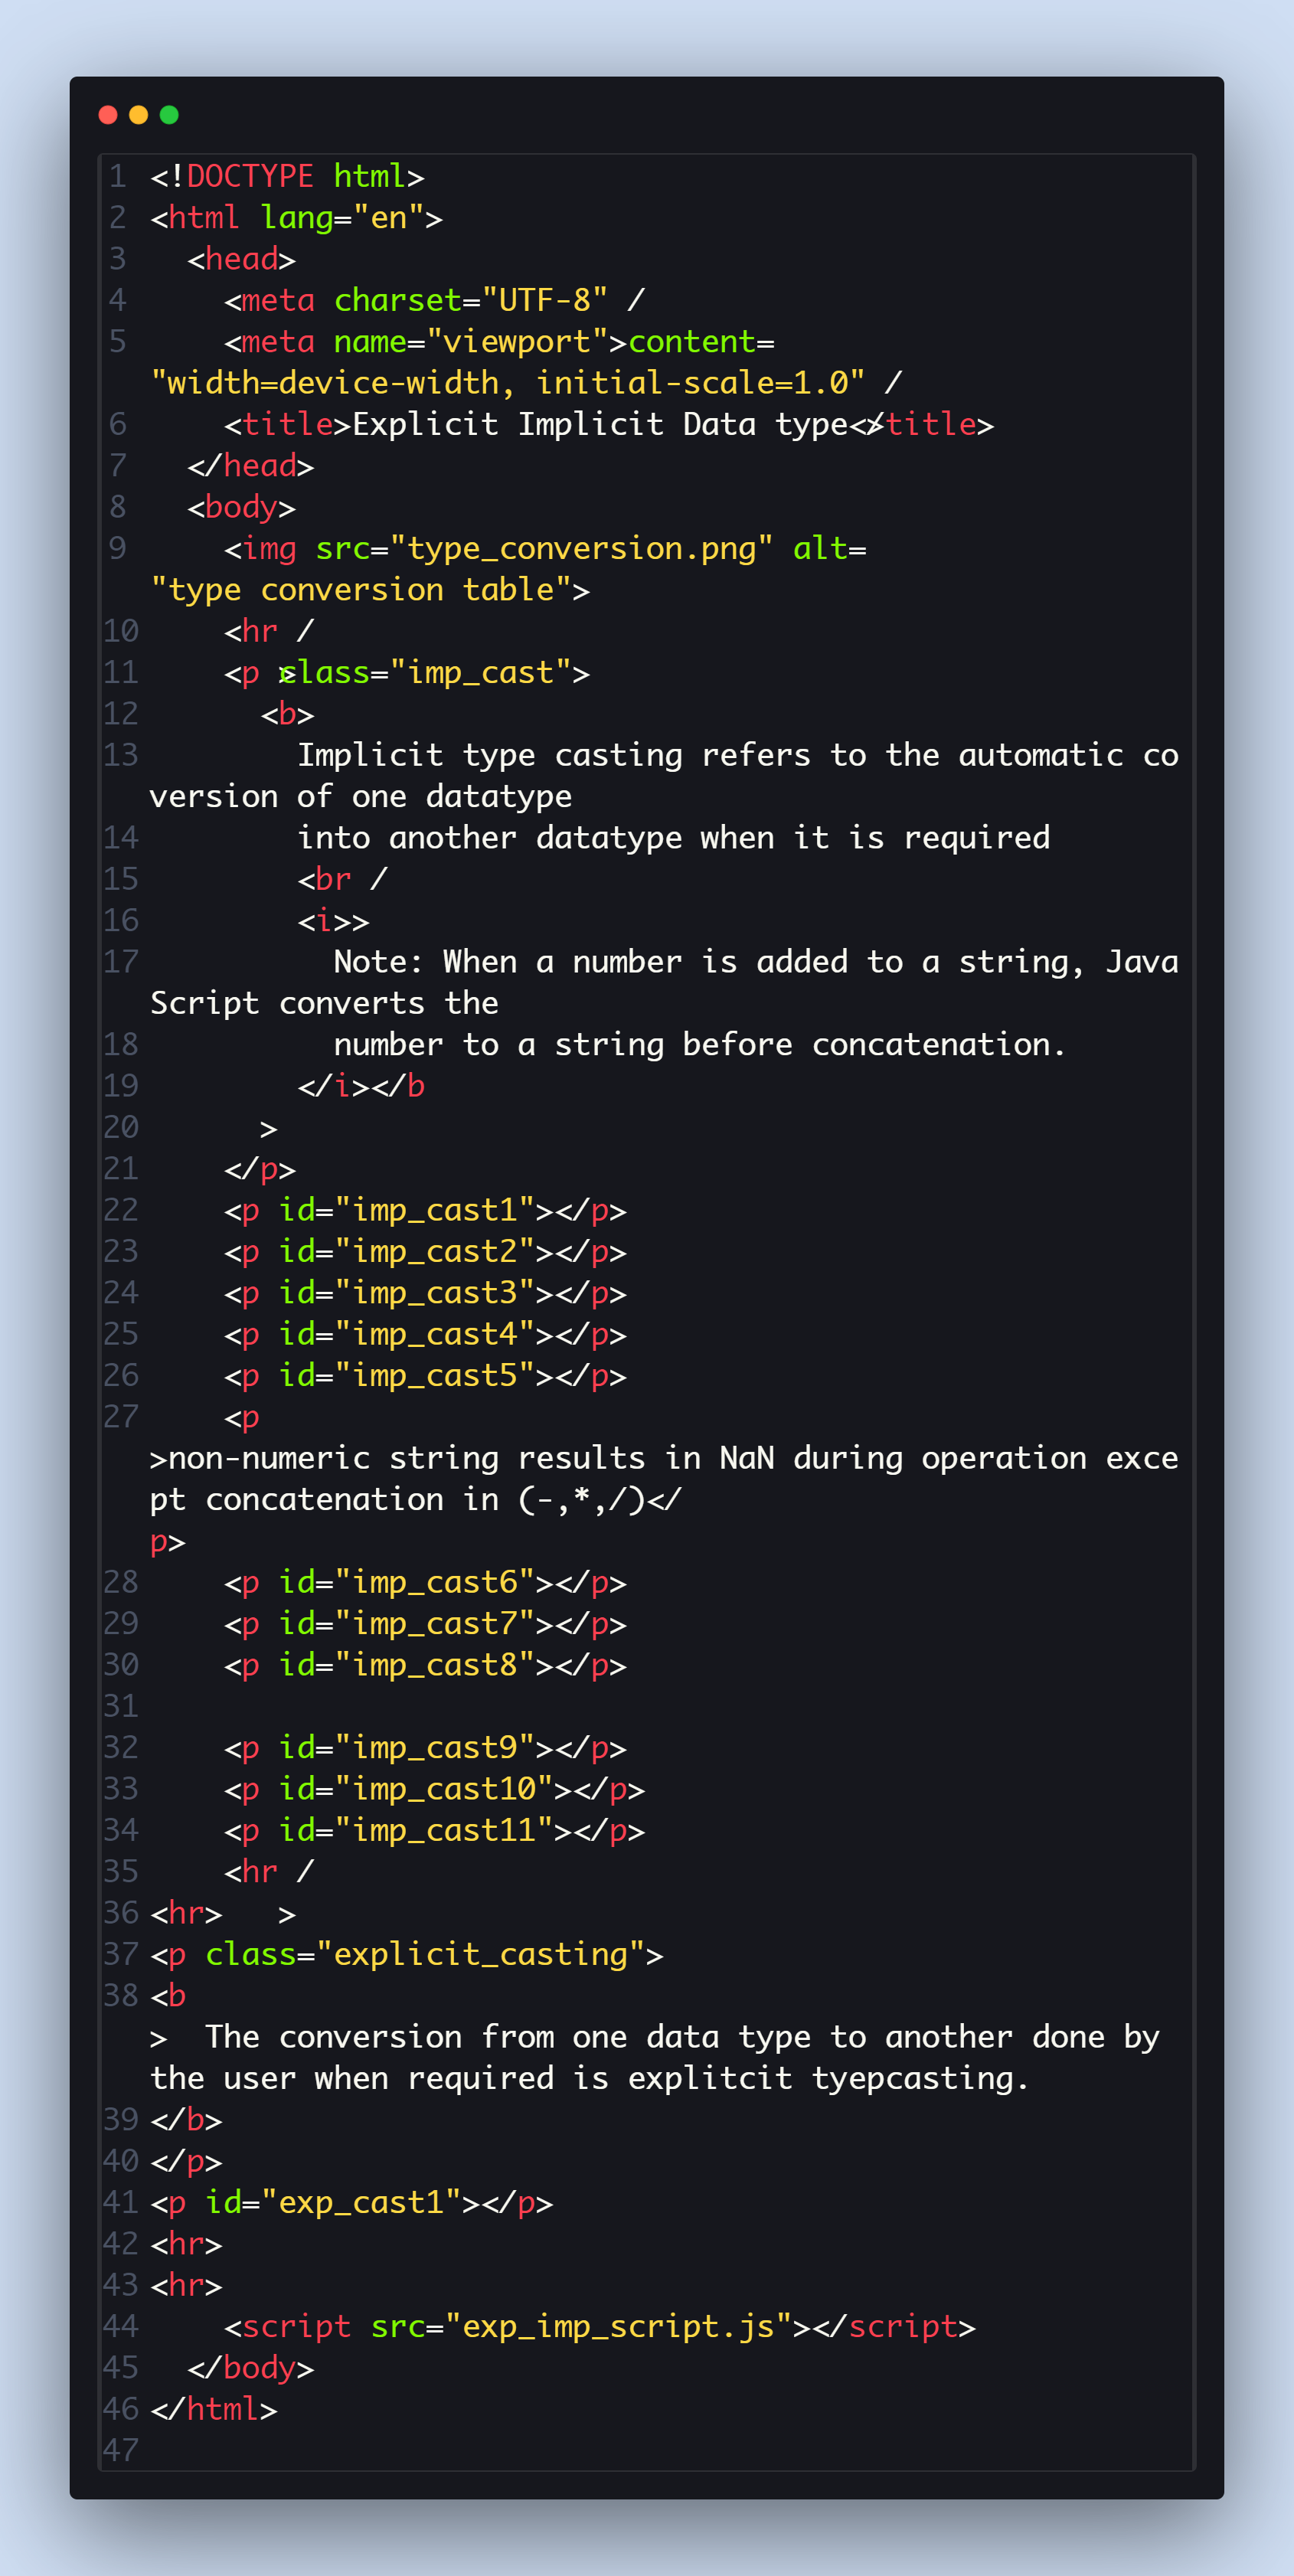 1 <!DOCTYPE html>
2 <html lang="en">
3   <head>
4     <meta charset="UTF-8" /
5     <meta name="viewport">content=
"width=device-width, initial-scale=1.0" /
6     <title>Explicit Implicit Data type</title>
7   </head>
8   <body>
9     <img src="type_conversion.png" alt=
"type conversion table">
10     <hr /
11     <p class="imp_cast">
12       <b>
13         Implicit type casting refers to the automatic co
version of one datatype
14         into another datatype when it is required
15         <br /
16         <i>>
17           Note: When a number is added to a string, Java
Script converts the
18           number to a string before concatenation.
19         </i></b
20       >
21     </p>
22     <p id="imp_cast1"></p>
23     <p id="imp_cast2"></p>
24     <p id="imp_cast3"></p>
25     <p id="imp_cast4"></p>
26     <p id="imp_cast5"></p>
27     <p
>non-numeric string results in NaN during operation exce
pt concatenation in (-,*,/)</
p>
28     <p id="imp_cast6"></p>
29     <p id="imp_cast7"></p>
30     <p id="imp_cast8"></p>
31
32     <p id="imp_cast9"></p>
33     <p id="imp_cast10"></p>
34     <p id="imp_cast11"></p>
35     <hr /
36 <hr>   >
37 <p class="explicit_casting">
38 <b
>  The conversion from one data type to another done by
the user when required is explitcit tyepcasting.
39 </b>
40 </p>
41 <p id="exp_cast1"></p>
42 <hr>
43 <hr>
44     <script src="exp_imp_script.js"></script>
45   </body>
46 </html>
47